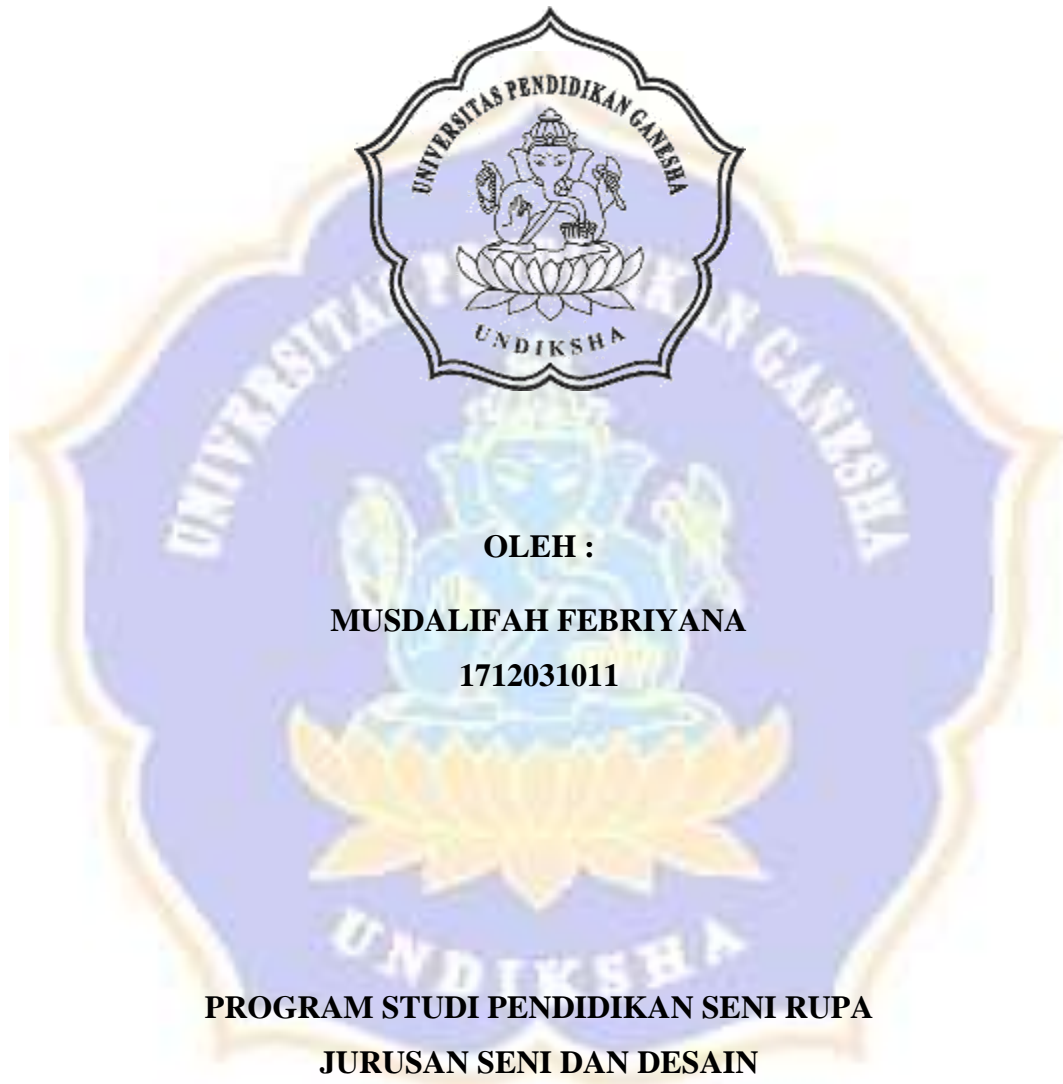 UNIVERSITAS PENDIDIKAN GANESHA
UNDIKSHA
OLEH :
MUSDALIFAH FEBRIYANA
1712031011
UNDIKSHA
PROGRAM STUDI PENDIDIKAN SENI RUPA
JURUSAN SENI DAN DESAIN